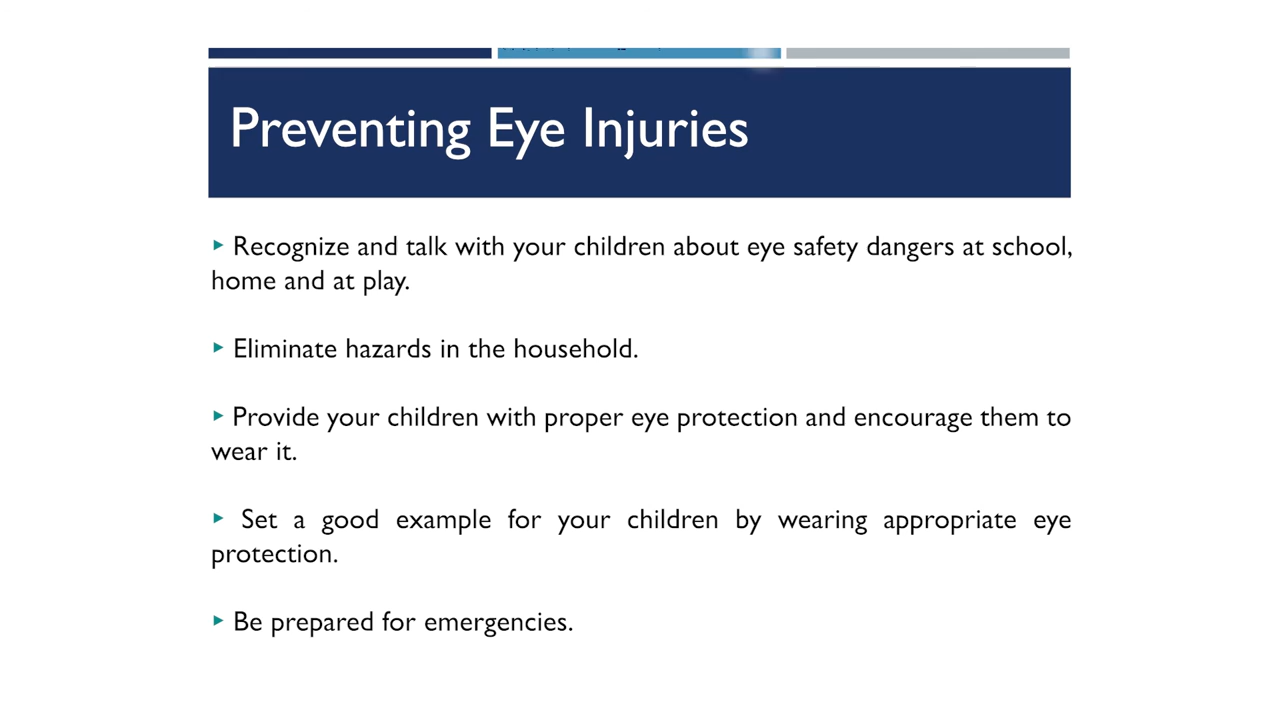 Preventing Eye Injuries
▶ Recognize and talk with your children about eye safety dangers at school,
home and at play.
▶ Eliminate hazards in the household.
▶ Provide your children with proper eye protection and encourage them to
wear it.
▶ Set a good example for your children by wearing appropriate eye
protection.
▶ Be prepared for emergencies.